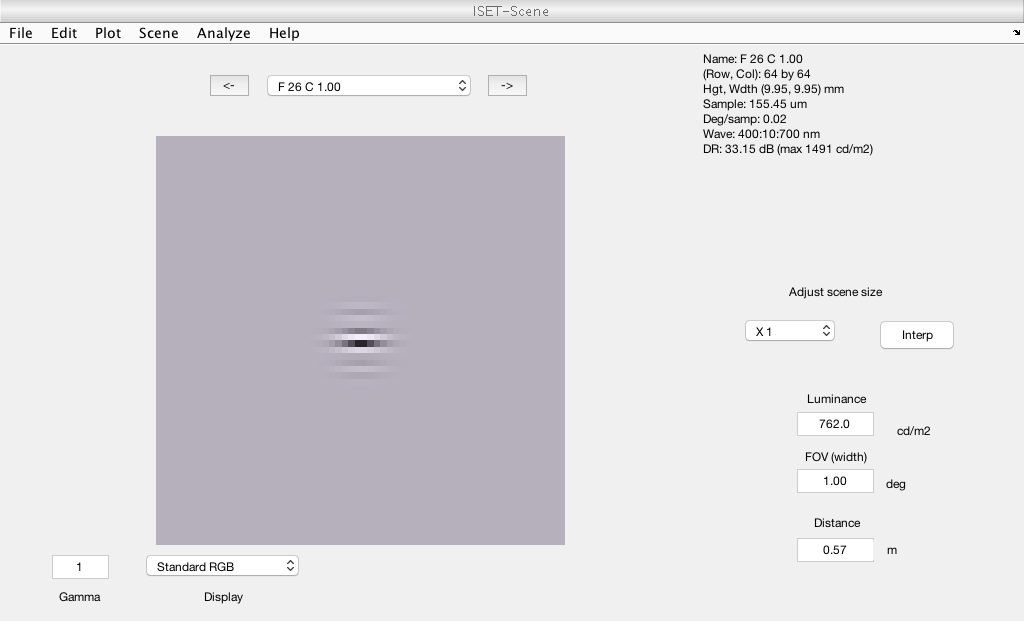 ISET-Scene
File Edit Plot Scene Analyze Help
<- F 26 C 1.00 ->
Name: F 26 C 1.00
(Row, Col): 64 by 64
Hgt, Wdth (9.95, 9.95) mm
Sample: 155.45 um
Deg/samp: 0.02
Wave: 400:10:700 nm
DR: 33.15 dB (max 1491 cd/m2)
Adjust scene size
X 1 Interp
Luminance
762.0 cd/m2
FOV (width)
1.00 deg
Distance
0.57 m
1 Standard RGB
Gamma Display